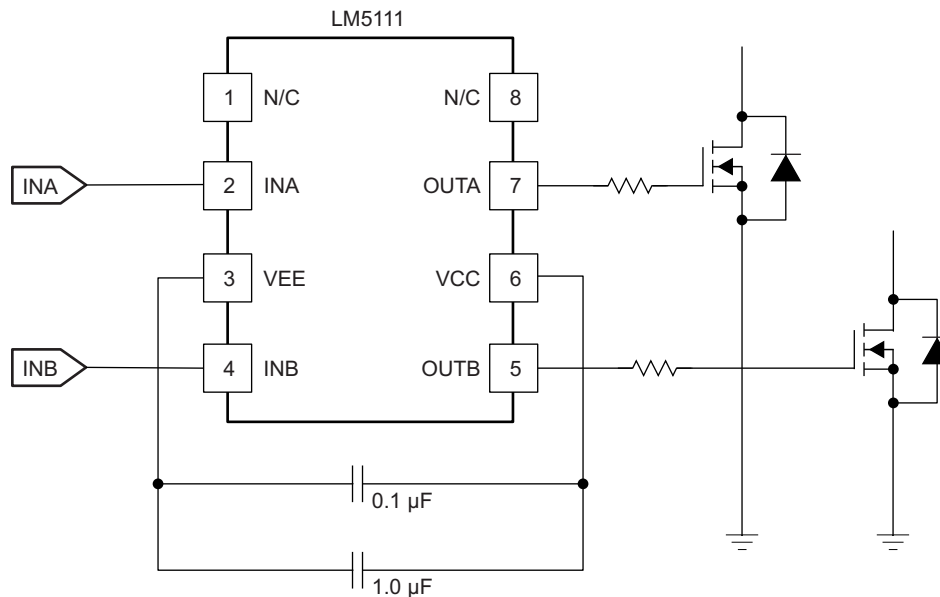 LM5111
1 N/C N/C 8
INA 2 INA OUTA 7
3 VEE VCC 6
INB 4 INB OUTB 5
0.1 µF
1.0 µF